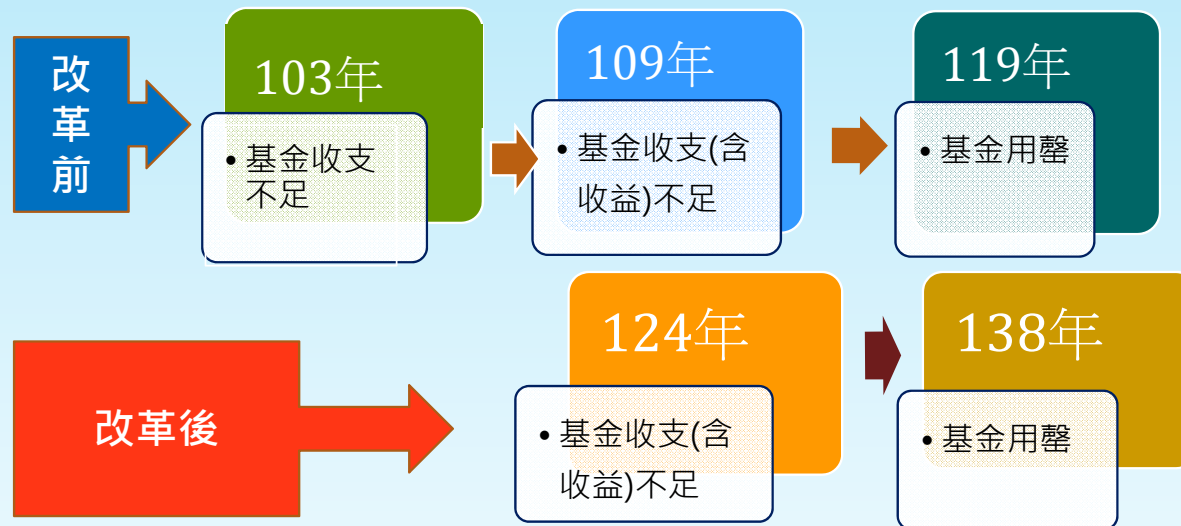 改
革
前
103年
• 基金收支
不足
109年
• 基金收支(含
收益)不足
119年
• 基金用罄
改革後
124年
• 基金收支(含
收益)不足
138年
• 基金用罄